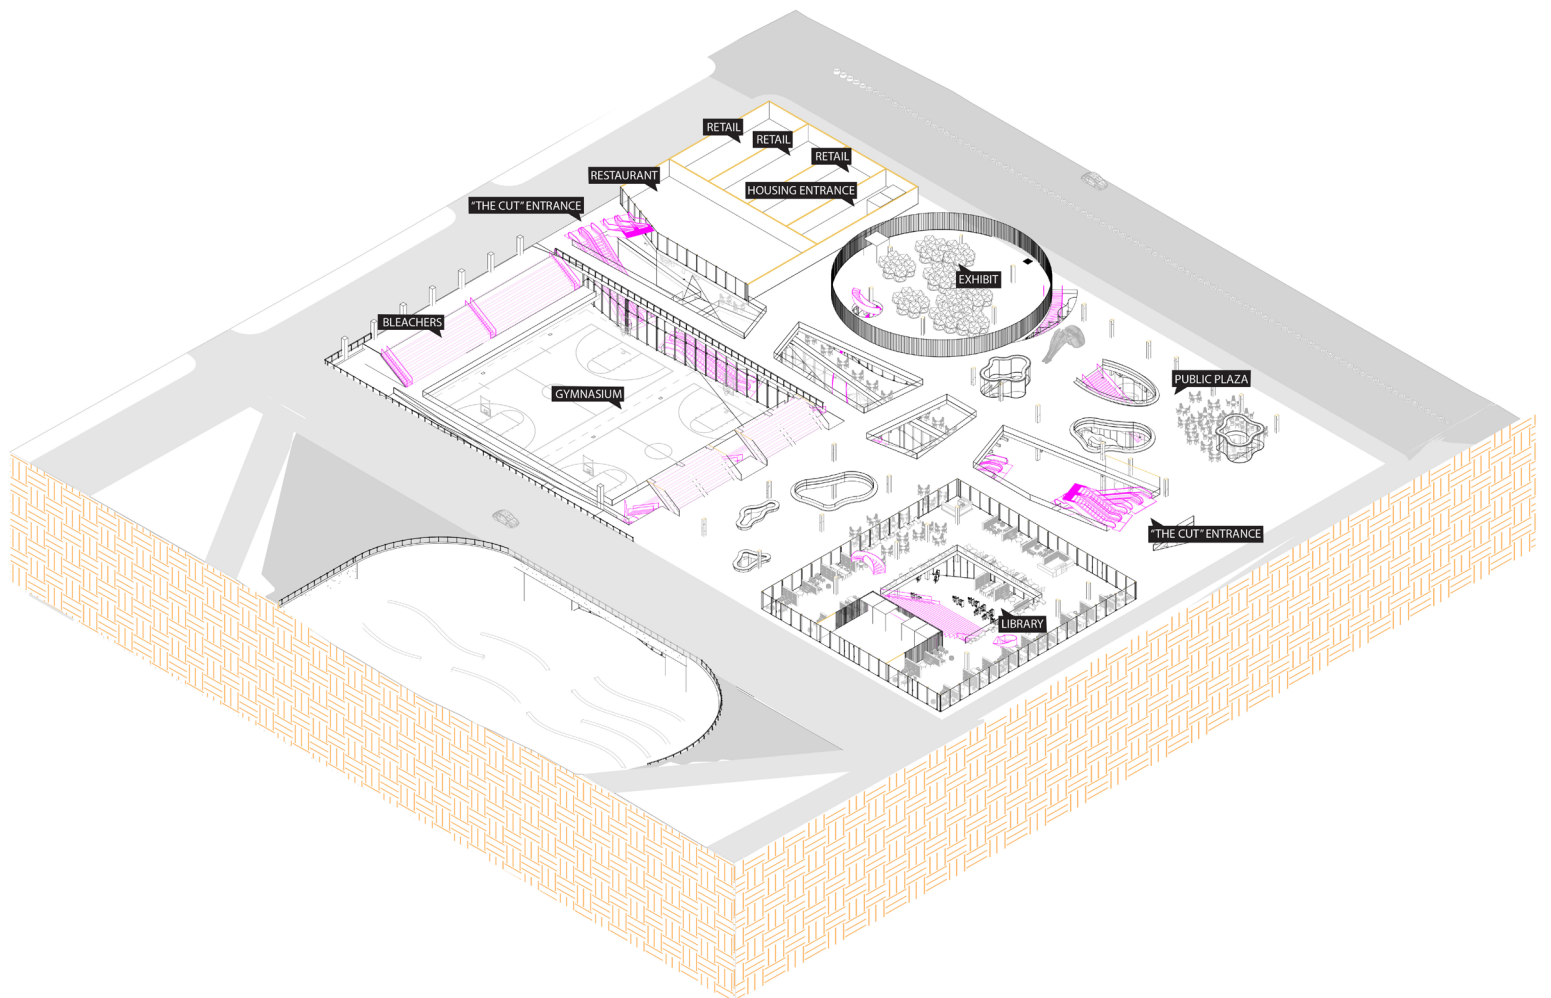 RETAIL
RETAIL
RETAIL
RESTAURANT
HOUSING ENTRANCE
"THE CUT" ENTRANCE
EXHIBIT
BLEACHERS
PUBLIC PLAZA
GYMNASIUM
"THE CUT" ENTRANCE
LIBRARY